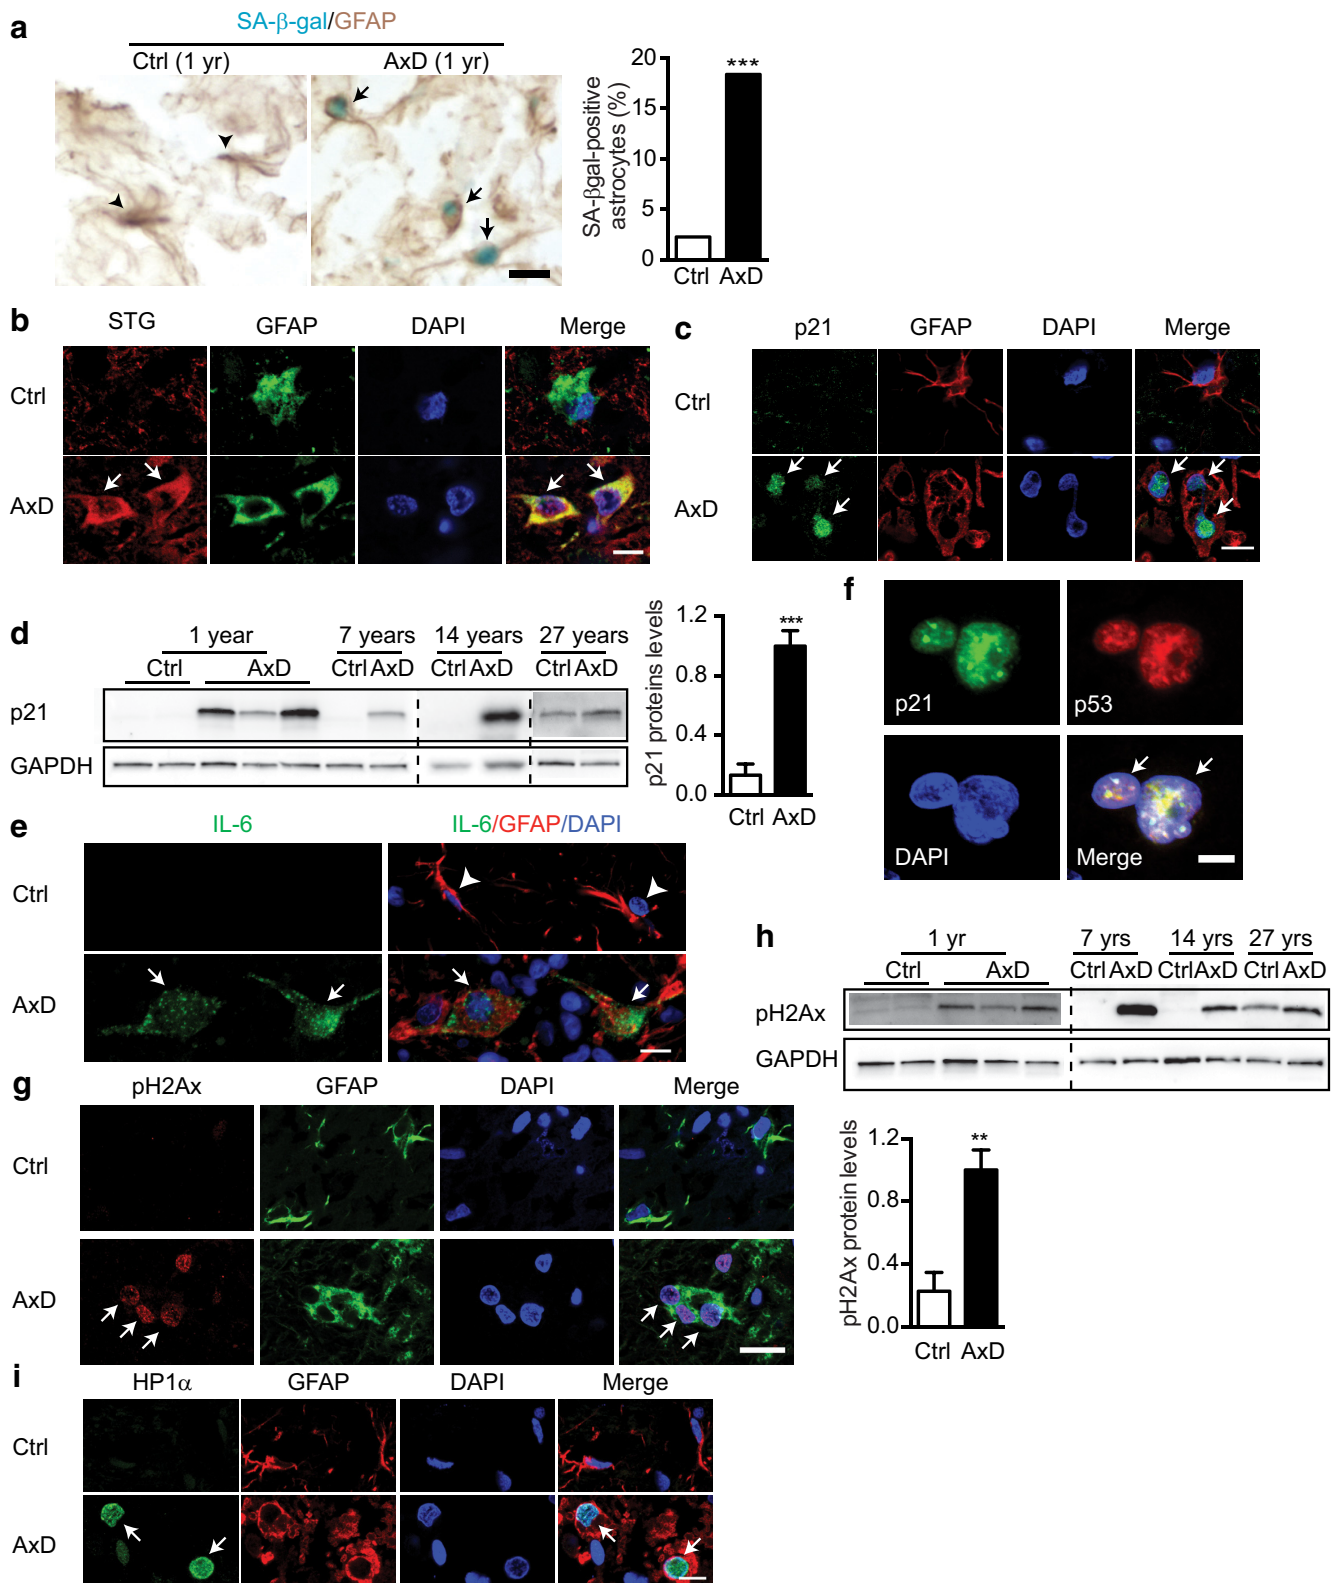 a
SA-β-gal/GFAP
Ctrl (1 yr) AxD (1 yr)
SA-βgal-positive
astrocytes (%)
20
15
10
5
0
***
Ctrl AxD
b
STG GFAP DAPI Merge
Ctrl
AxD
c
p21 GFAP DAPI Merge
Ctrl
AxD
d
1 year 7 years 14 years 27 years
Ctrl AxD Ctrl AxD Ctrl AxD Ctrl AxD
p21
GAPDH
p21 proteins levels
1.2
0.8
0.4
0.0
***
Ctrl AxD
e
IL-6 IL-6/GFAP/DAPI
Ctrl
AxD
f
p21 p53
DAPI Merge
g
pH2Ax GFAP DAPI Merge
Ctrl
AxD
h
1 yr 7 yrs 14 yrs 27 yrs
Ctrl AxD Ctrl AxD Ctrl AxD Ctrl AxD
pH2Ax
GAPDH
pH2Ax protein levels
1.2
0.8
0.4
0.0
**
Ctrl AxD
i
HP1α GFAP DAPI Merge
Ctrl
AxD